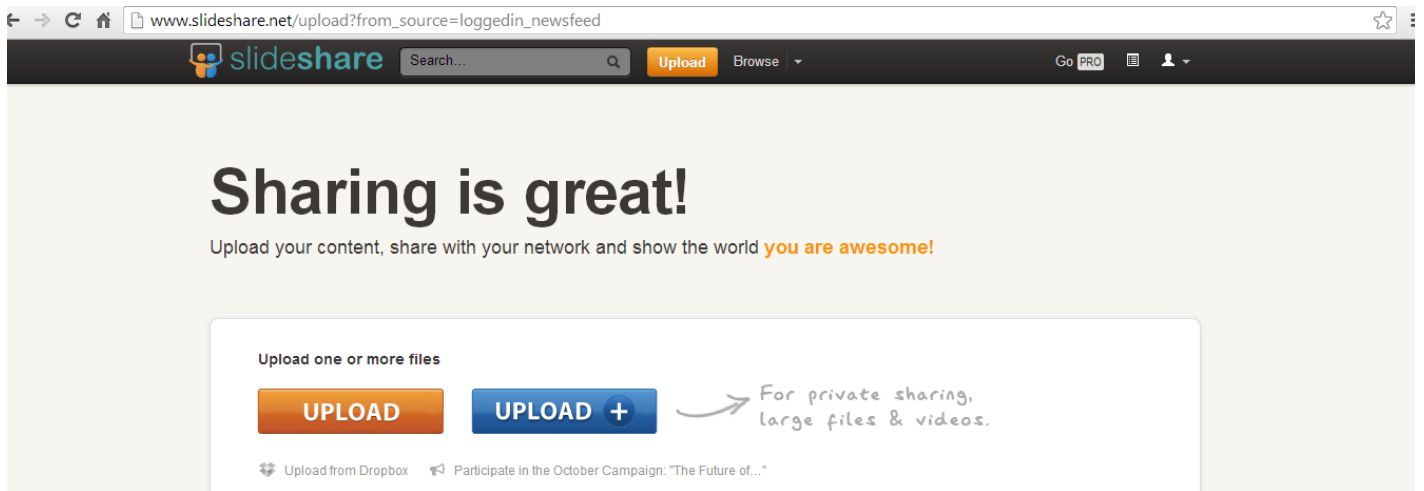 www.slideshare.net/upload?from_source=loggedin_newsfeed
slideshare Search... Upload Browse Go PRO
Sharing is great!
Upload your content, share with your network and show the world you are awesome!
Upload one or more files
UPLOAD UPLOAD + For private sharing,
large files & videos.
Upload from Dropbox Participate in the October Campaign: "The Future of..."